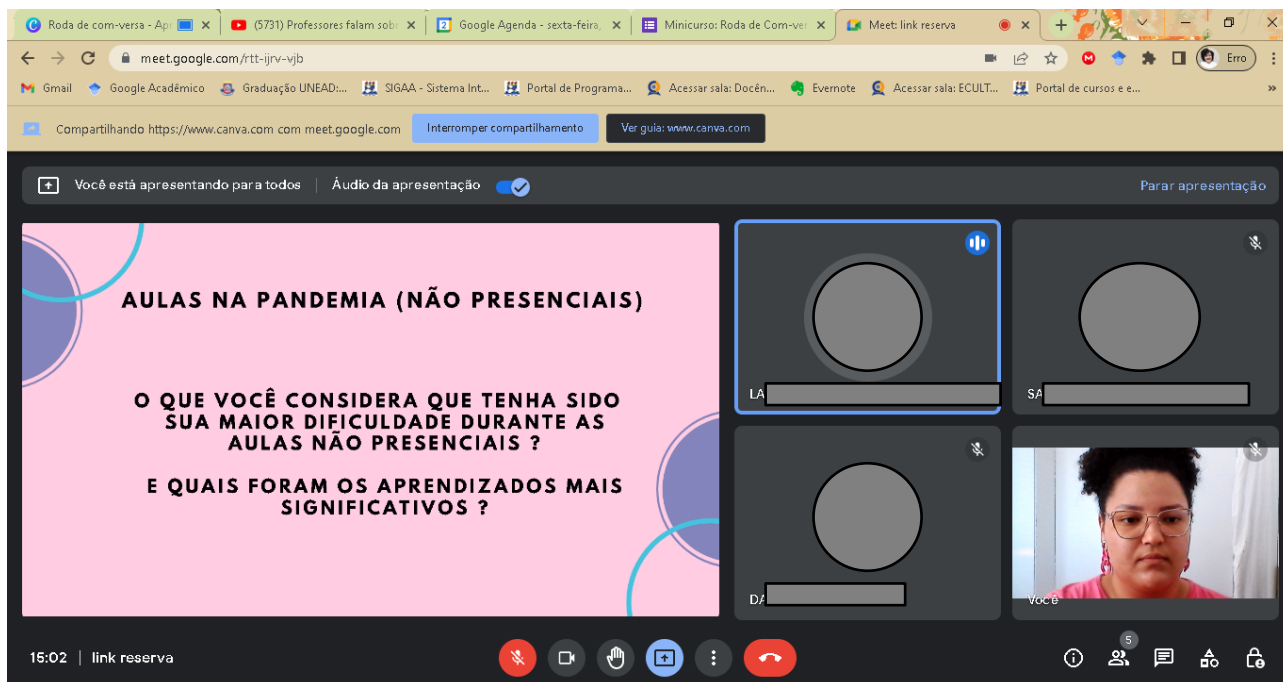 Roda de com-versa - Ap
(5731) Professores falam sob
Google Agenda - sexta-feira,
Minicurso: Roda de Com-ver
Meet: link reserva
meet.google.com/rtt-ijrv-vjb
Erro
Gmail
Google Acadêmico
Graduação UNEAD:...
SIGAA - Sistema Int...
Portal de Programa...
Acessar sala: Docên...
Evernote
Acessar sala: ECULT...
Portal de cursos e e...
Compartilhando https://www.canva.com com meet.google.com
Interromper compartilhamento
Ver guia: www.canva.com
Você está apresentando para todos
Áudio da apresentação
Parar apresentação
AULAS NA PANDEMIA (NÃO PRESENCIAIS)
O QUE VOCÊ CONSIDERA QUE TENHA SIDO
SUA MAIOR DIFICULDADE DURANTE AS
AULAS NÃO PRESENCIAIS ?
E QUAIS FORAM OS APRENDIZADOS MAIS
SIGNIFICATIVOS ?
LA
SA
DA
Você
15:02 | link reserva
5